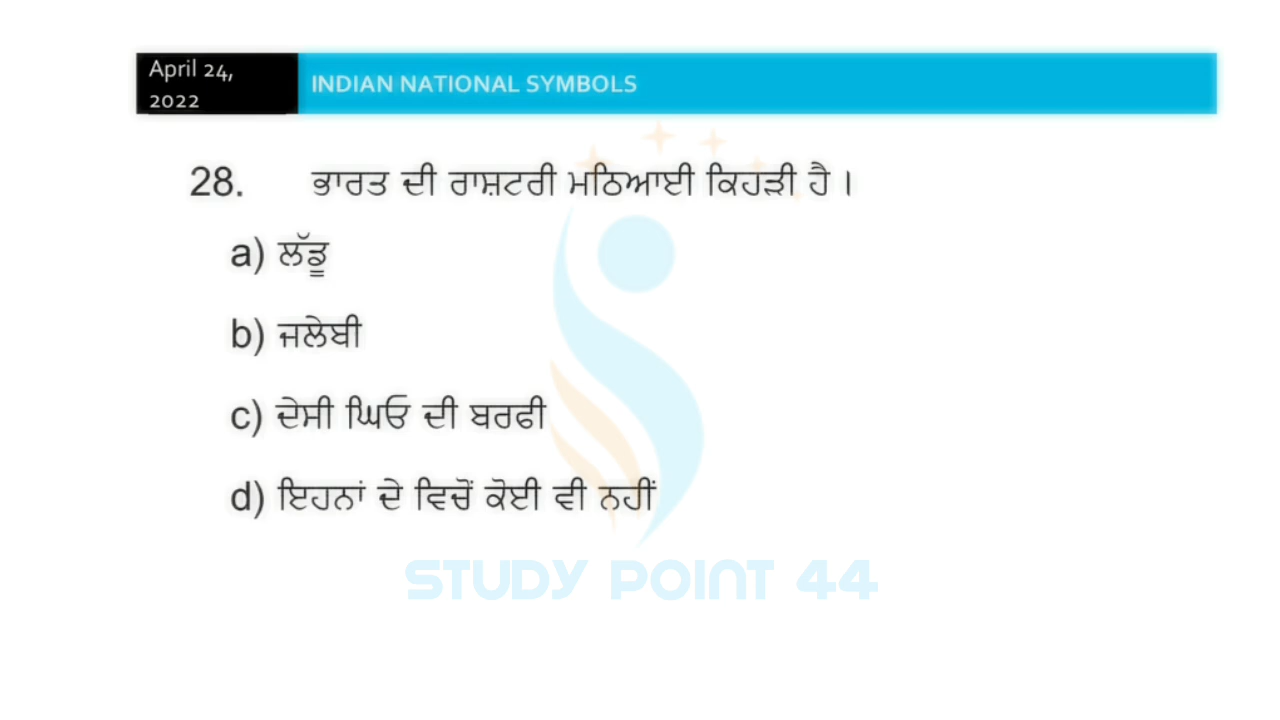 April 24,
2022
INDIAN NATIONAL SYMBOLS
28. ਭਾਰਤ ਦੀ ਰਾਸ਼ਟਰੀ ਮਠਿਆਈ ਕਿਹੜੀ ਹੈ ।
a) ਲੱਡੂ
b) ਜਲੇਬੀ
c) ਦੇਸੀ ਘਿਓ ਦੀ ਬਰਫੀ
d) ਇਹਨਾਂ ਦੇ ਵਿਚੋਂ ਕੋਈ ਵੀ ਨਹੀਂ
STUDY POINT 44